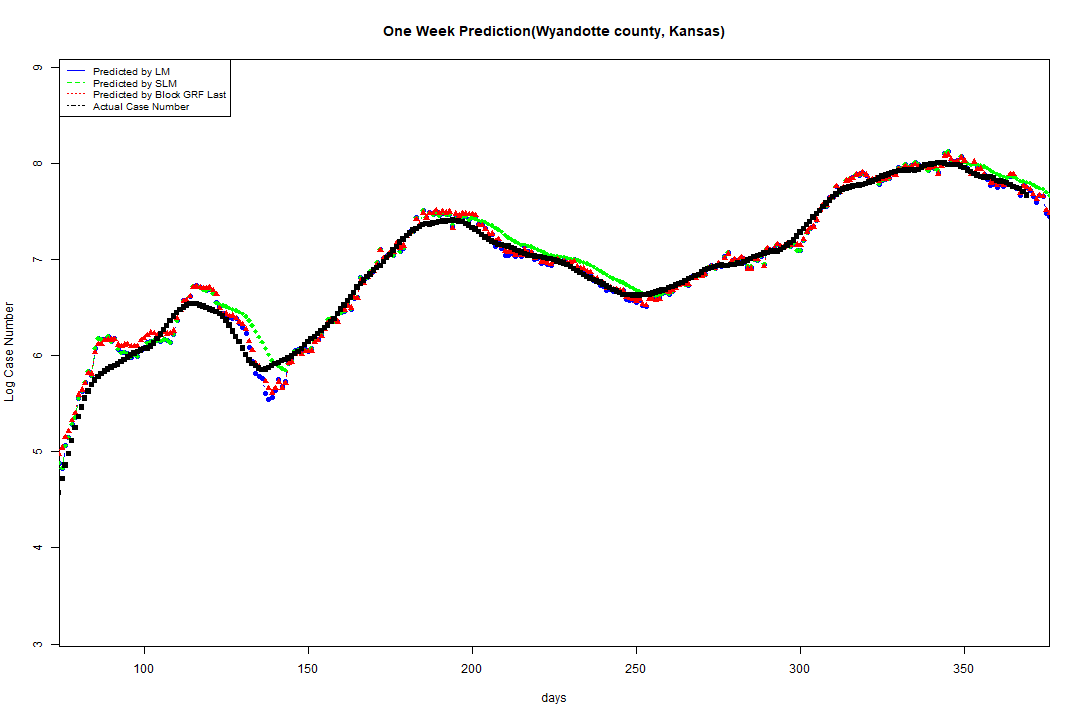 One Week Prediction(Wyandotte county, Kansas)
Predicted by LM
Predicted by SLM
Predicted by Block GRF Last
Actual Case Number
9
8
7
6
5
4
3
Log Case Number
100 150 200 250 300 350
days